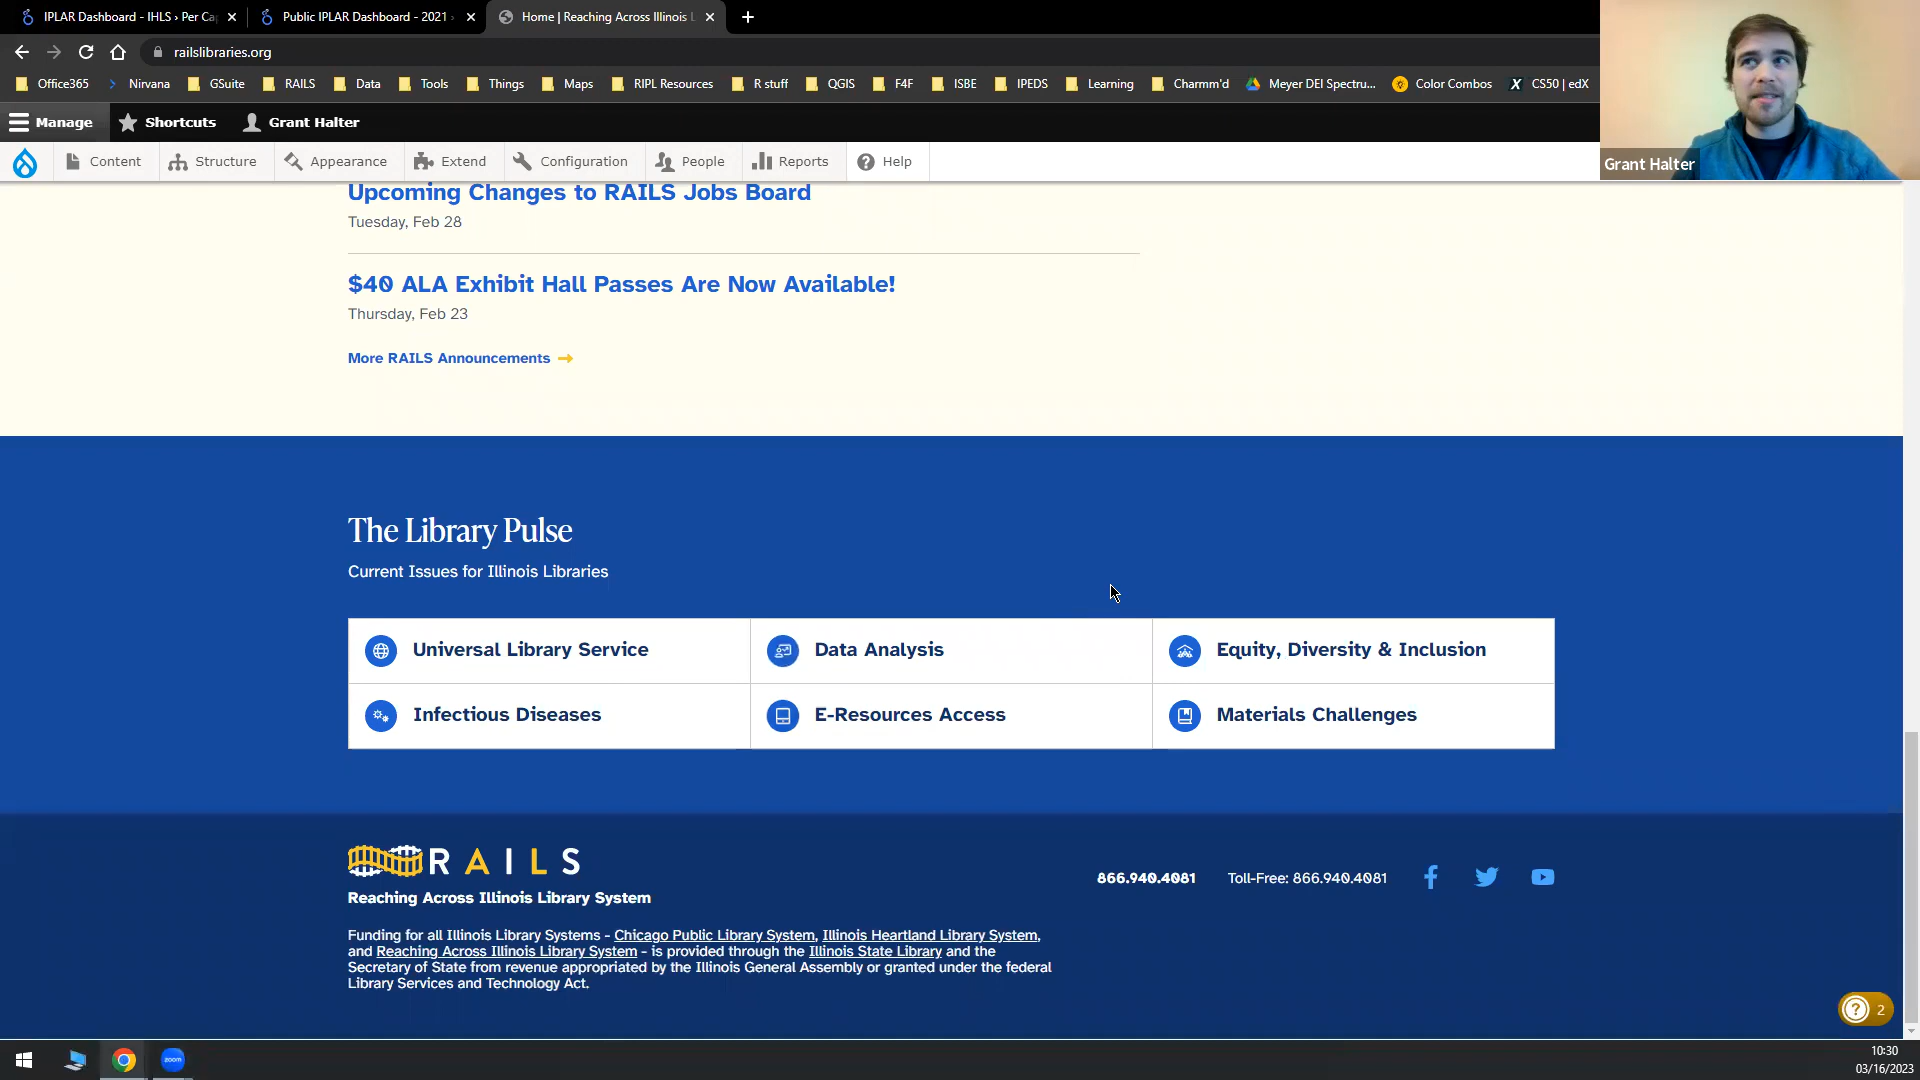 IPLAR Dashboard - IHLS › Per Ca
Public IPLAR Dashboard - 2021 ›
Home | Reaching Across Illinois L
railslibraries.org
Office365
Nirvana
GSuite
RAILS
Data
Tools
Things
Maps
RIPL Resources
R stuff
QGIS
F4F
ISBE
IPEDS
Learning
Charmm'd
Meyer DEI Spectru...
Color Combos
CS50 | edX
Manage
Shortcuts
Grant Halter
Content
Structure
Appearance
Extend
Configuration
People
Reports
Help
Grant Halter
Upcoming Changes to RAILS Jobs Board
Tuesday, Feb 28
$40 ALA Exhibit Hall Passes Are Now Available!
Thursday, Feb 23
More RAILS Announcements
The Library Pulse
Current Issues for Illinois Libraries
Universal Library Service
Data Analysis
Equity, Diversity & Inclusion
Infectious Diseases
E-Resources Access
Materials Challenges
RAILS
Reaching Across Illinois Library System
866.940.4081
Toll-Free: 866.940.4081
Funding for all Illinois Library Systems - Chicago Public Library System, Illinois Heartland Library System,
and Reaching Across Illinois Library System - is provided through the Illinois State Library and the
Secretary of State from revenue appropriated by the Illinois General Assembly or granted under the federal
Library Services and Technology Act.
2
zoom
10:30
03/16/2023